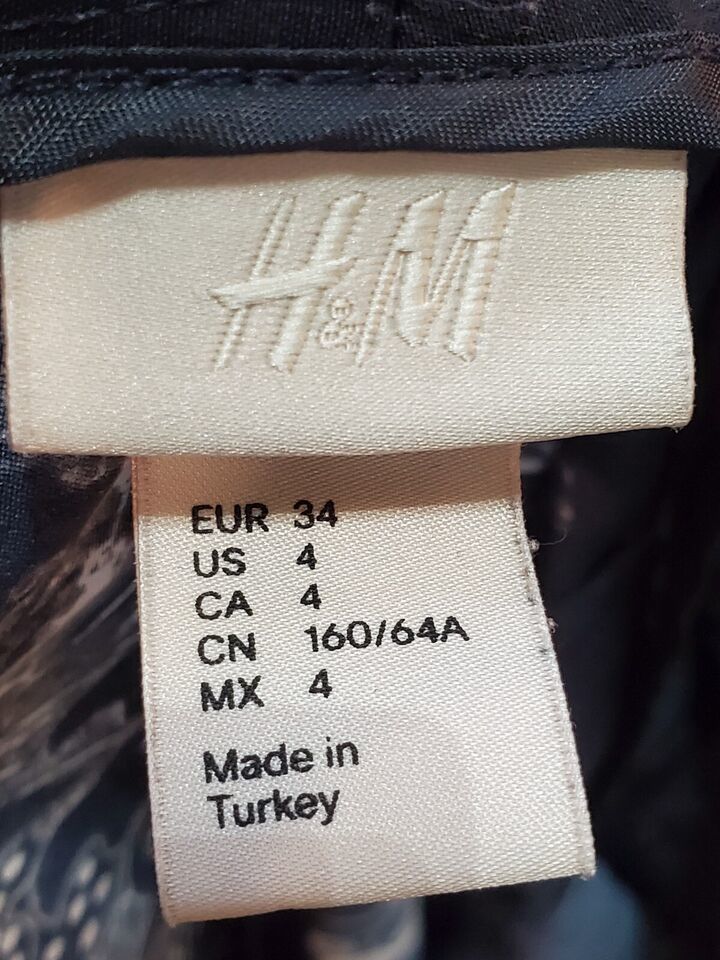 H&M
EUR 34
US 4
CA 4
CN 160/64A
MX 4
Made in
Turkey